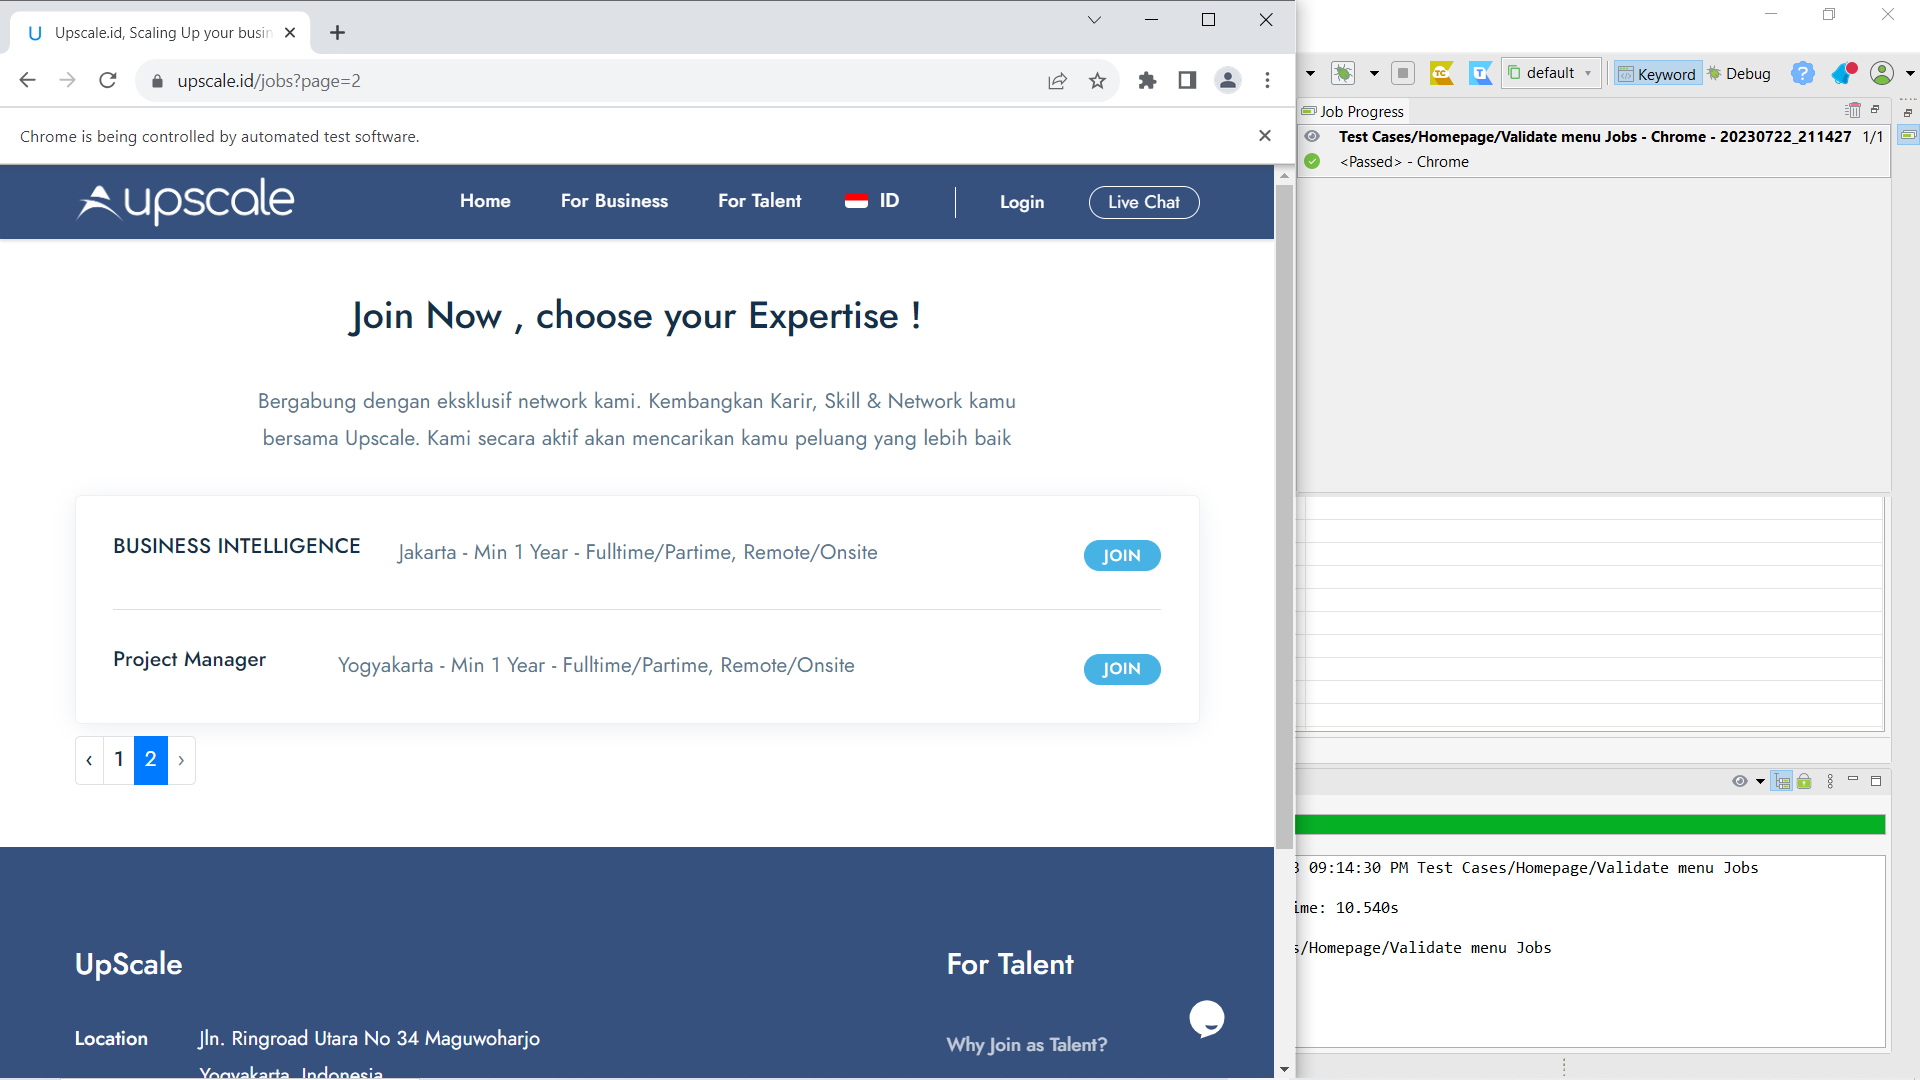 Upscale.id, Scaling Up your busin
upscale.id/jobs?page=2
Chrome is being controlled by automated test software.
upscale
Home
For Business
For Talent
ID
Login
Live Chat
Join Now , choose your Expertise !
Bergabung dengan eksklusif network kami. Kembangkan Karir, Skill & Network kamu
bersama Upscale. Kami secara aktif akan mencarikan kamu peluang yang lebih baik
BUSINESS INTELLIGENCE
Jakarta - Min 1 Year - Fulltime/Partime, Remote/Onsite
JOIN
Project Manager
Yogyakarta - Min 1 Year - Fulltime/Partime, Remote/Onsite
JOIN
‹ 1 2 ›
UpScale
Location
Jln. Ringroad Utara No 34 Maguwoharjo
Yogyakarta, Indonesia
For Talent
Why Join as Talent?
TC
T
default
Keyword
Debug
?
Job Progress
Test Cases/Homepage/Validate menu Jobs - Chrome - 20230722_211427 1/1
<Passed> - Chrome
3 09:14:30 PM Test Cases/Homepage/Validate menu Jobs
ime: 10.540s
s/Homepage/Validate menu Jobs